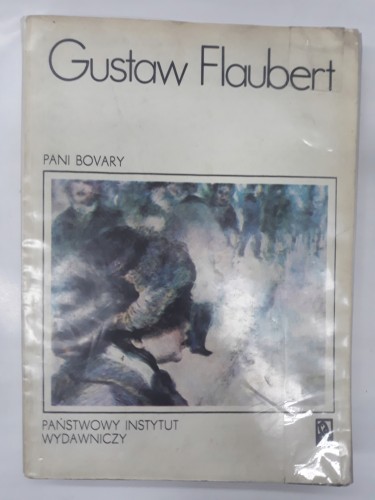 Gustaw Flaubert
PANI BOVARY
PAŃSTWOWY INSTYTUT
WYDAWNICZY